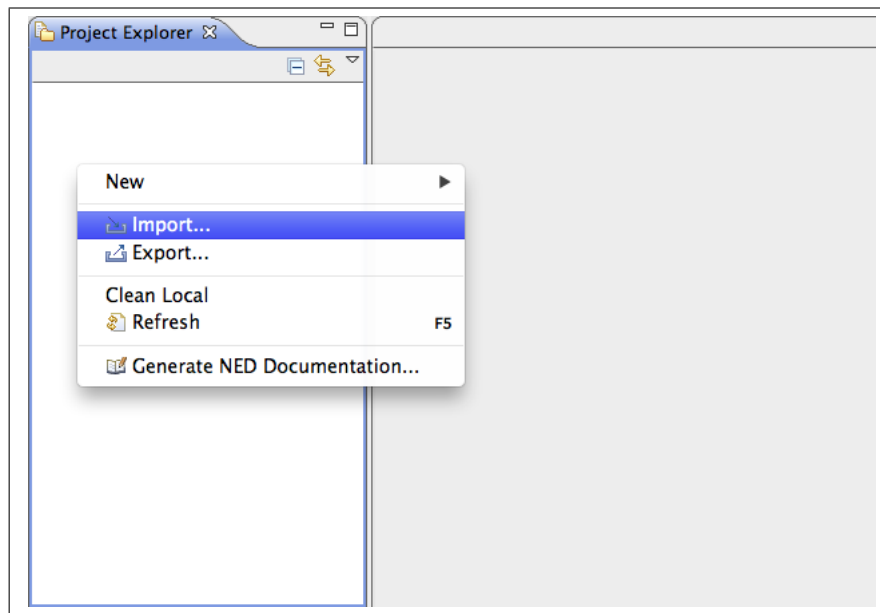 Project Explorer
New
Import...
Export...
Clean Local
Refresh F5
Generate NED Documentation...